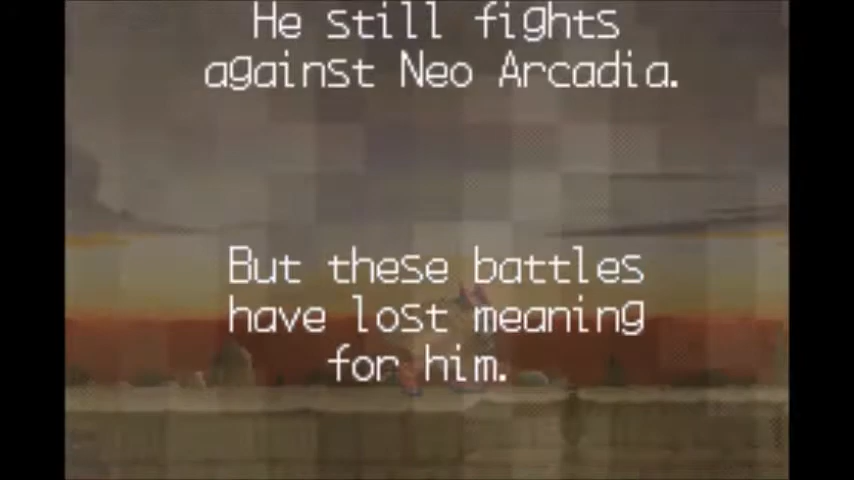 He still fights
against Neo Arcadia.
But these battles
have lost meaning
for him.